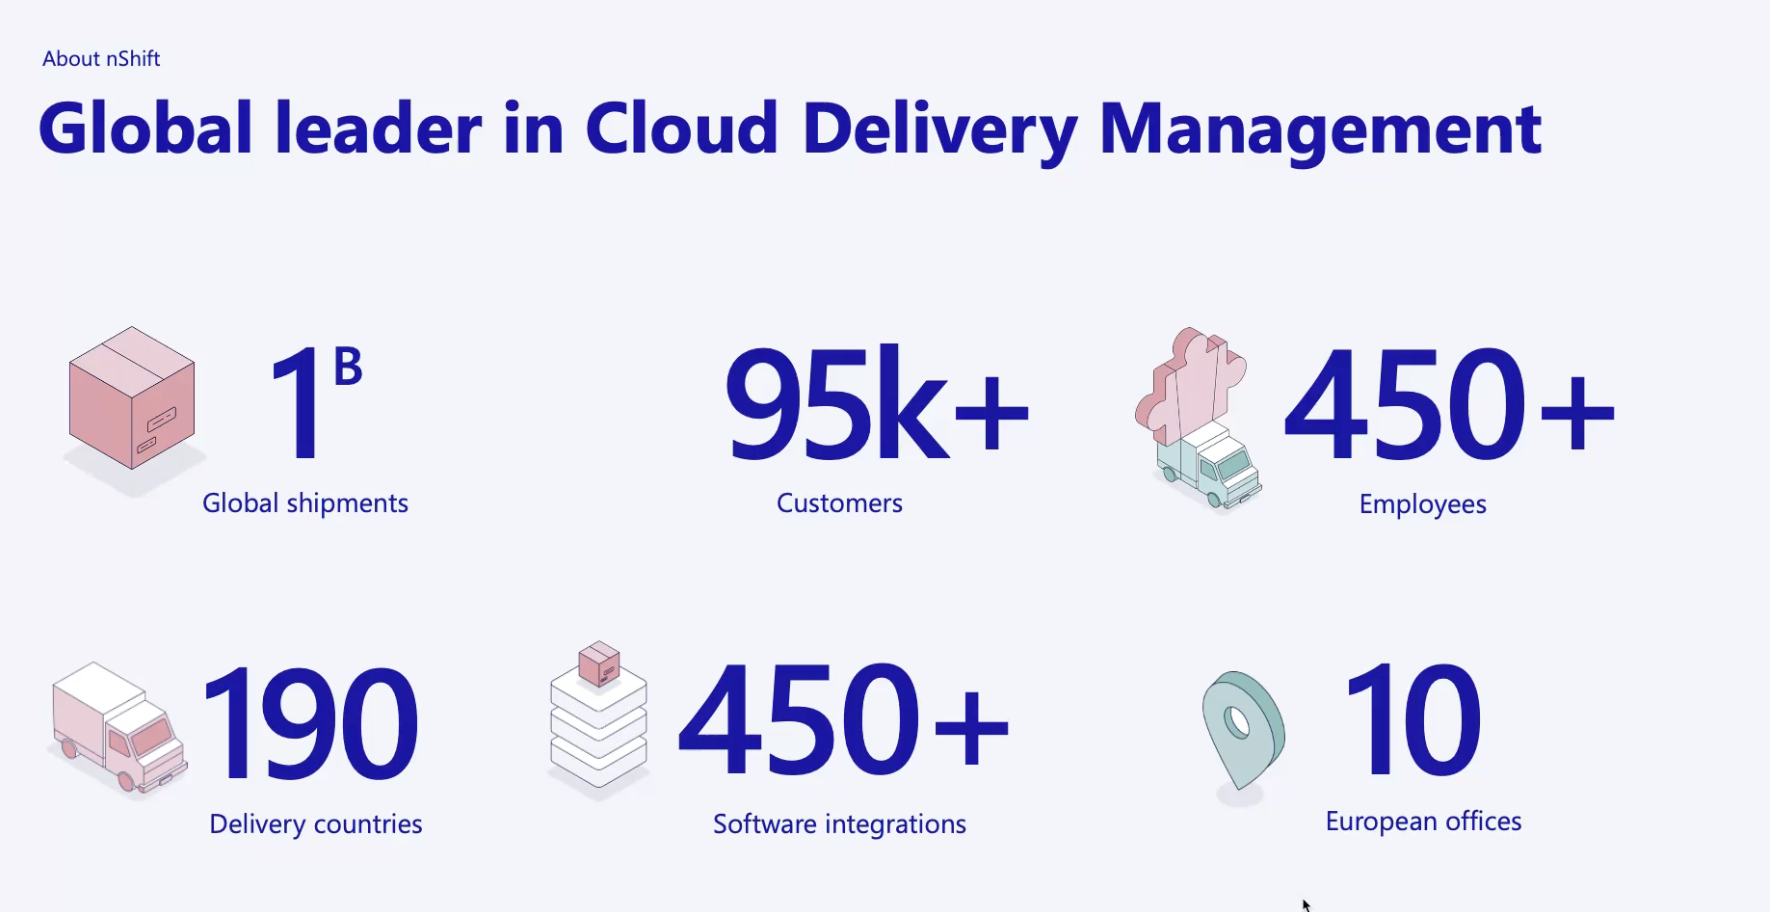 About nShift
Global leader in Cloud Delivery Management
1B
Global shipments
95k+
Customers
450+
Employees
190
Delivery countries
450+
Software integrations
10
European offices